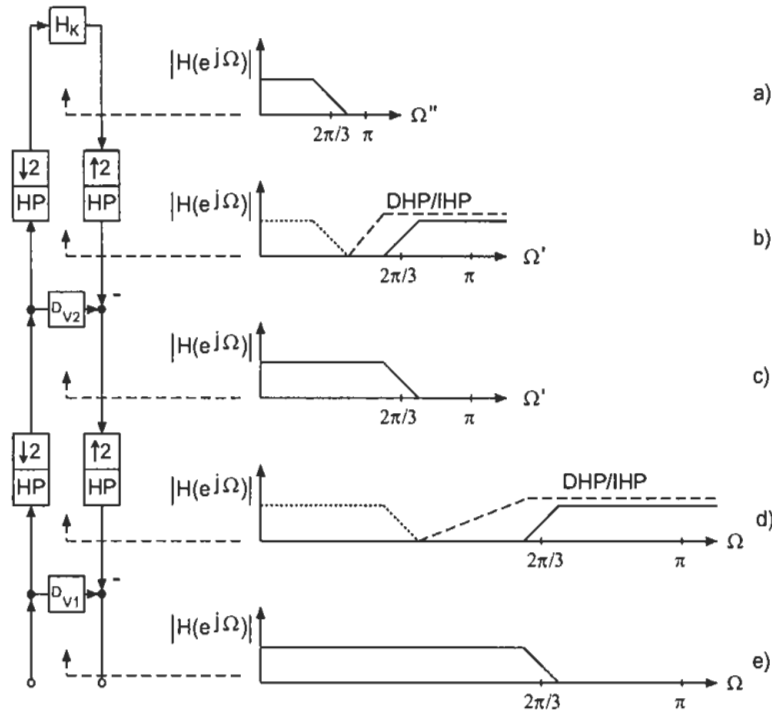 H_K
|H(e^jΩ)|
2π/3 π Ω" a)
↓2 ↑2
HP HP
|H(e^jΩ)| DHP/IHP
2π/3 π Ω' b)
D_V2 -
|H(e^jΩ)|
2π/3 π Ω' c)
↓2 ↑2
HP HP
|H(e^jΩ)| DHP/IHP
2π/3 π Ω d)
D_V1 -
|H(e^jΩ)|
2π/3 π Ω e)